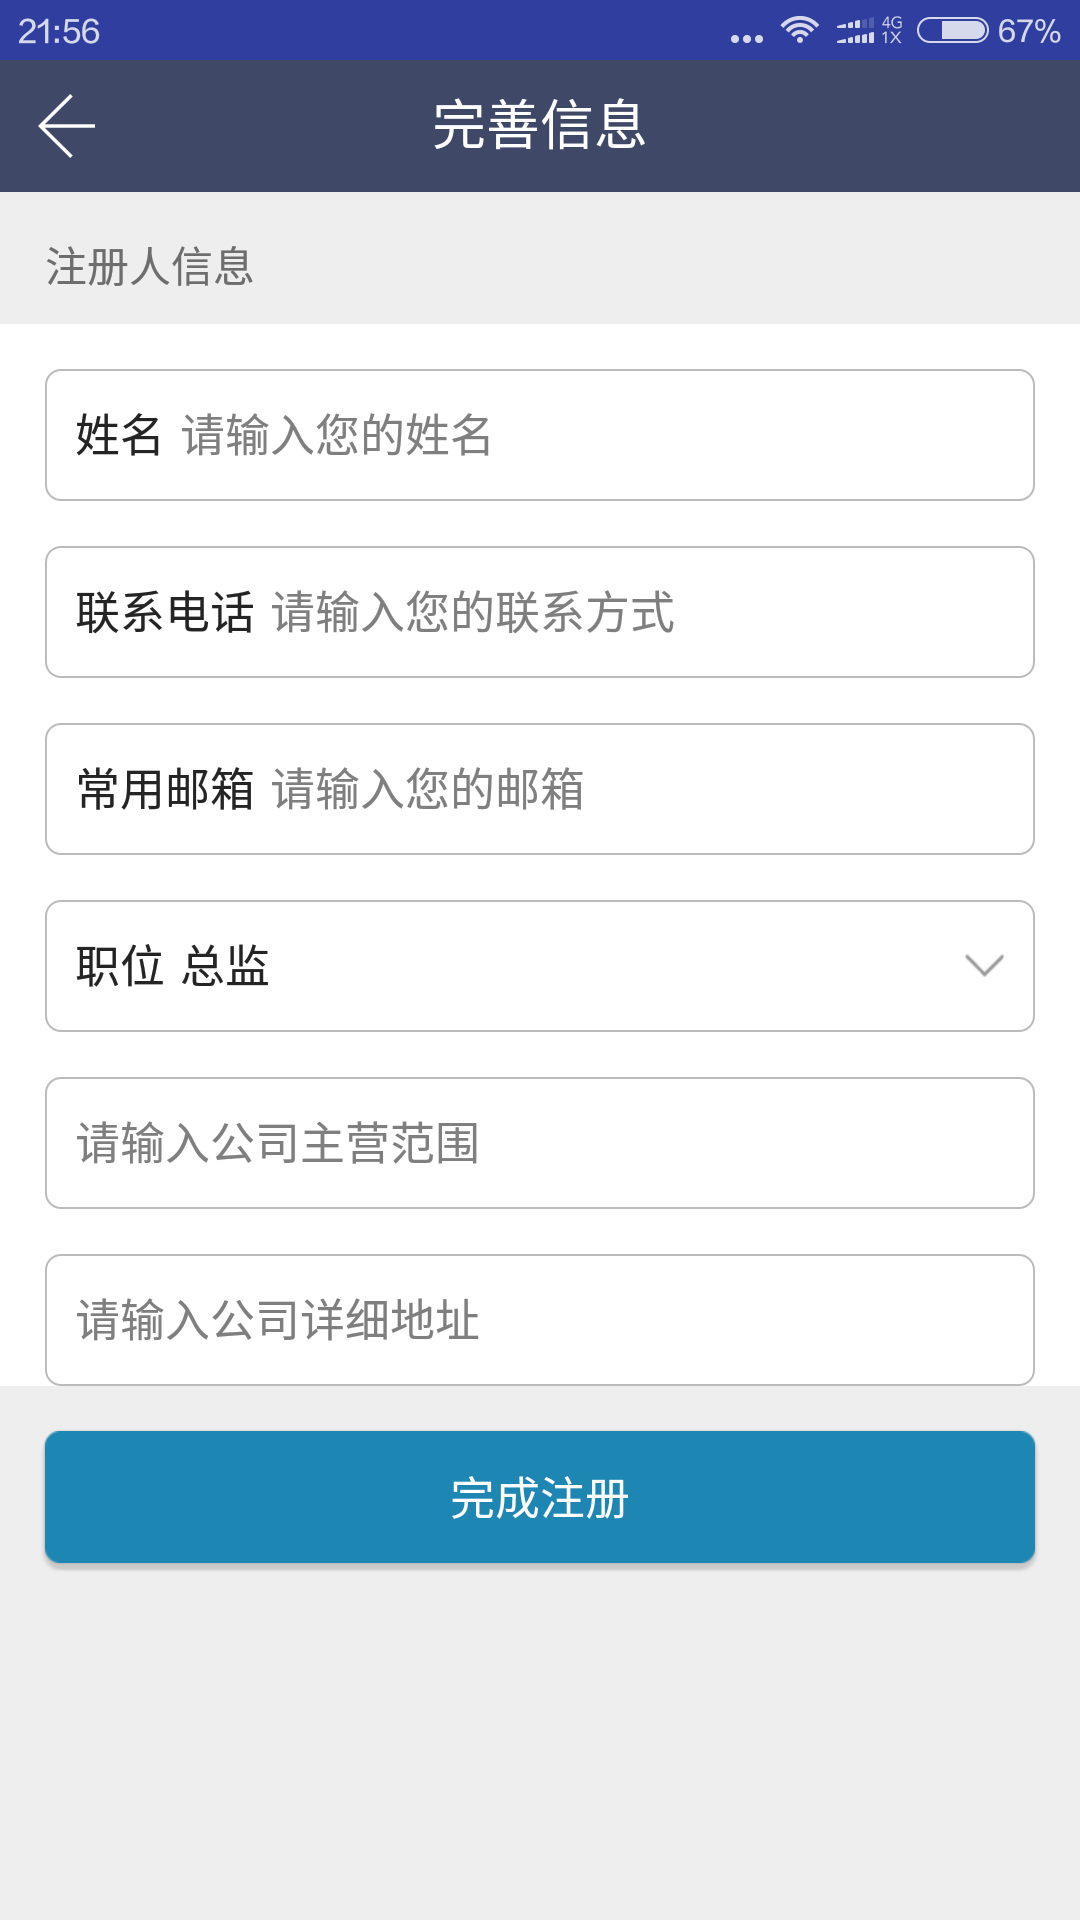 21:56 4G 1X 67%
完善信息
注册人信息
姓名 请输入您的姓名
联系电话 请输入您的联系方式
常用邮箱 请输入您的邮箱
职位 总监
请输入公司主营范围
请输入公司详细地址
完成注册